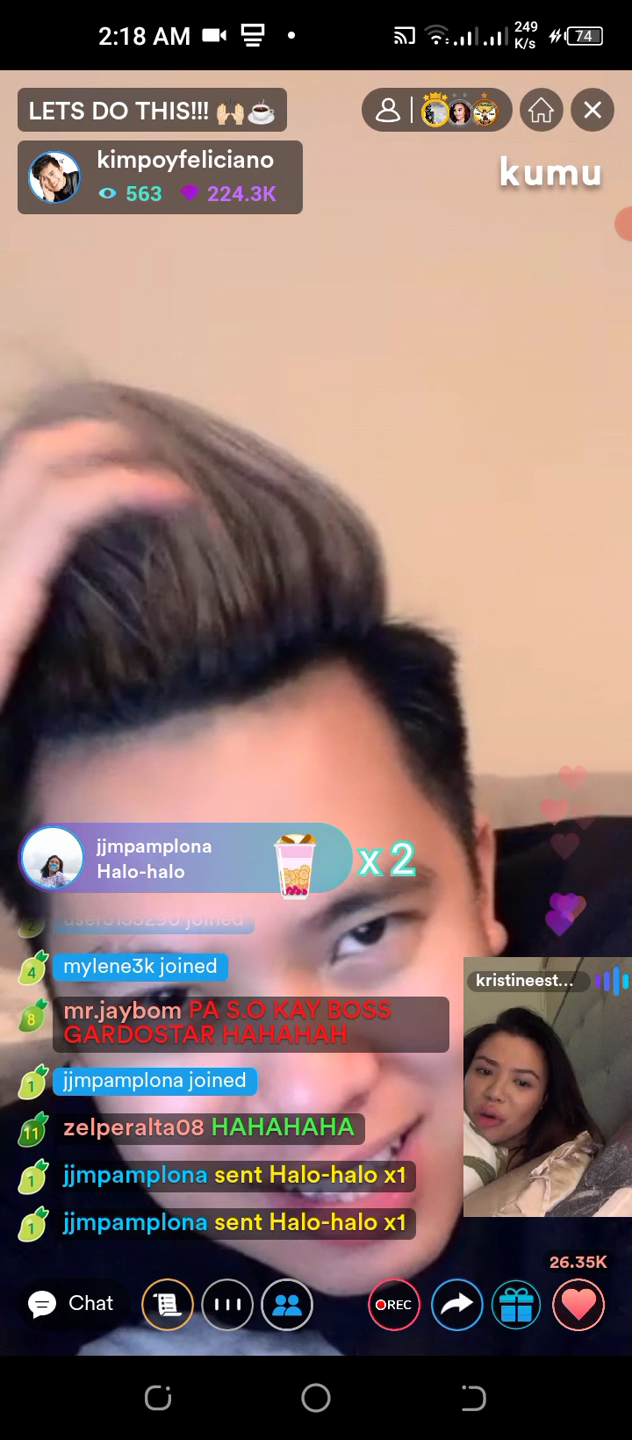 2:18 AM
249
K/s
74
LETS DO THIS!!! 🙌🏻☕
kimpoyfeliciano
563 224.3K
kumu
jjmpamplona
Halo-halo
x 2
joined
4 mylene3k joined
8 mr.jaybom PA S.O KAY BOSS
GARDOSTAR HAHAHAH
kristineest...
1 jjmpamplona joined
11 zelperalta08 HAHAHAHA
1 jjmpamplona sent Halo-halo x1
1 jjmpamplona sent Halo-halo x1
26.35K
Chat
REC